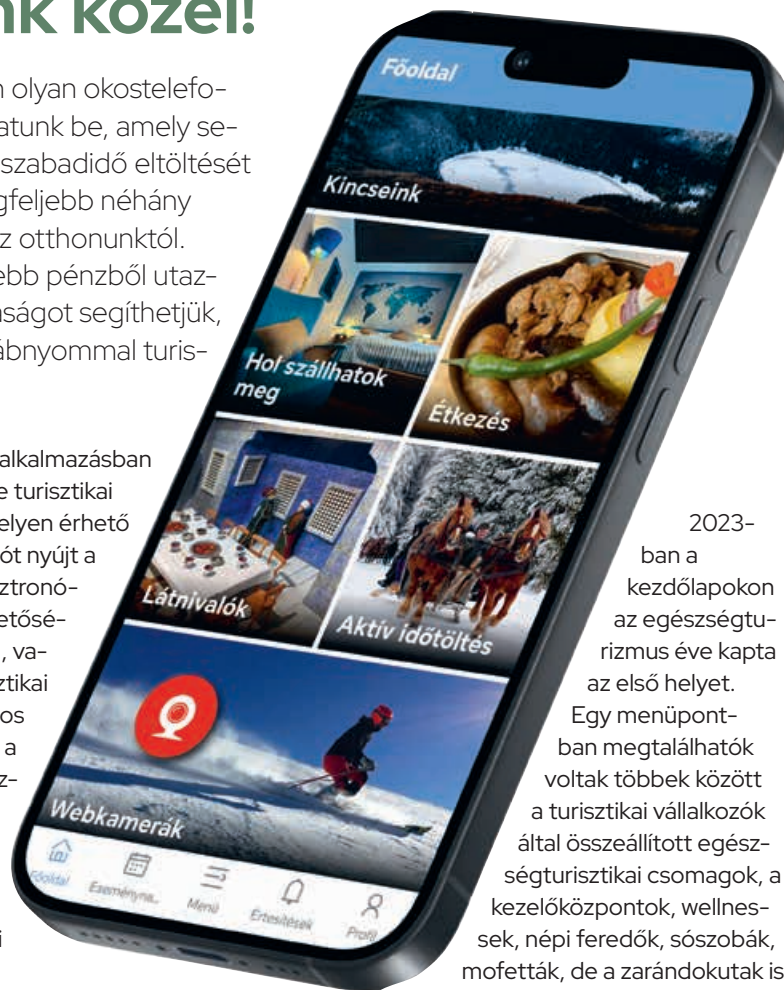 nk közel!
n olyan okostelefo-
atunk be, amely se-
szabadidő eltöltését
gfeljebb néhány
z otthonunktól.
ebb pénzből utaz-
aságot segíthetjük,
ábnyommal turis-
alkalmazásban
e turisztikai
elyen érhető
ót nyújt a
sztronó-
etősé-
, va-
ztikai
os
a
z-
i
Főoldal
Kincseink
Hol szállhatok
meg
Étkezés
Látnivalók
Aktív időtöltés
Webkamerák
Főoldal
Eseményna...
Menü
Értesítések
Profil
2023-
ban a
kezdőlapokon
az egészségtu-
rizmus éve kapta
az első helyet.
Egy menüpont-
ban megtalálhatók
voltak többek között
a turisztikai vállalkozók
által összeállított egész-
ségturisztikai csomagok, a
kezelőközpontok, wellnes-
sek, népi feredők, sószobák,
mofetták, de a zarándokutak is